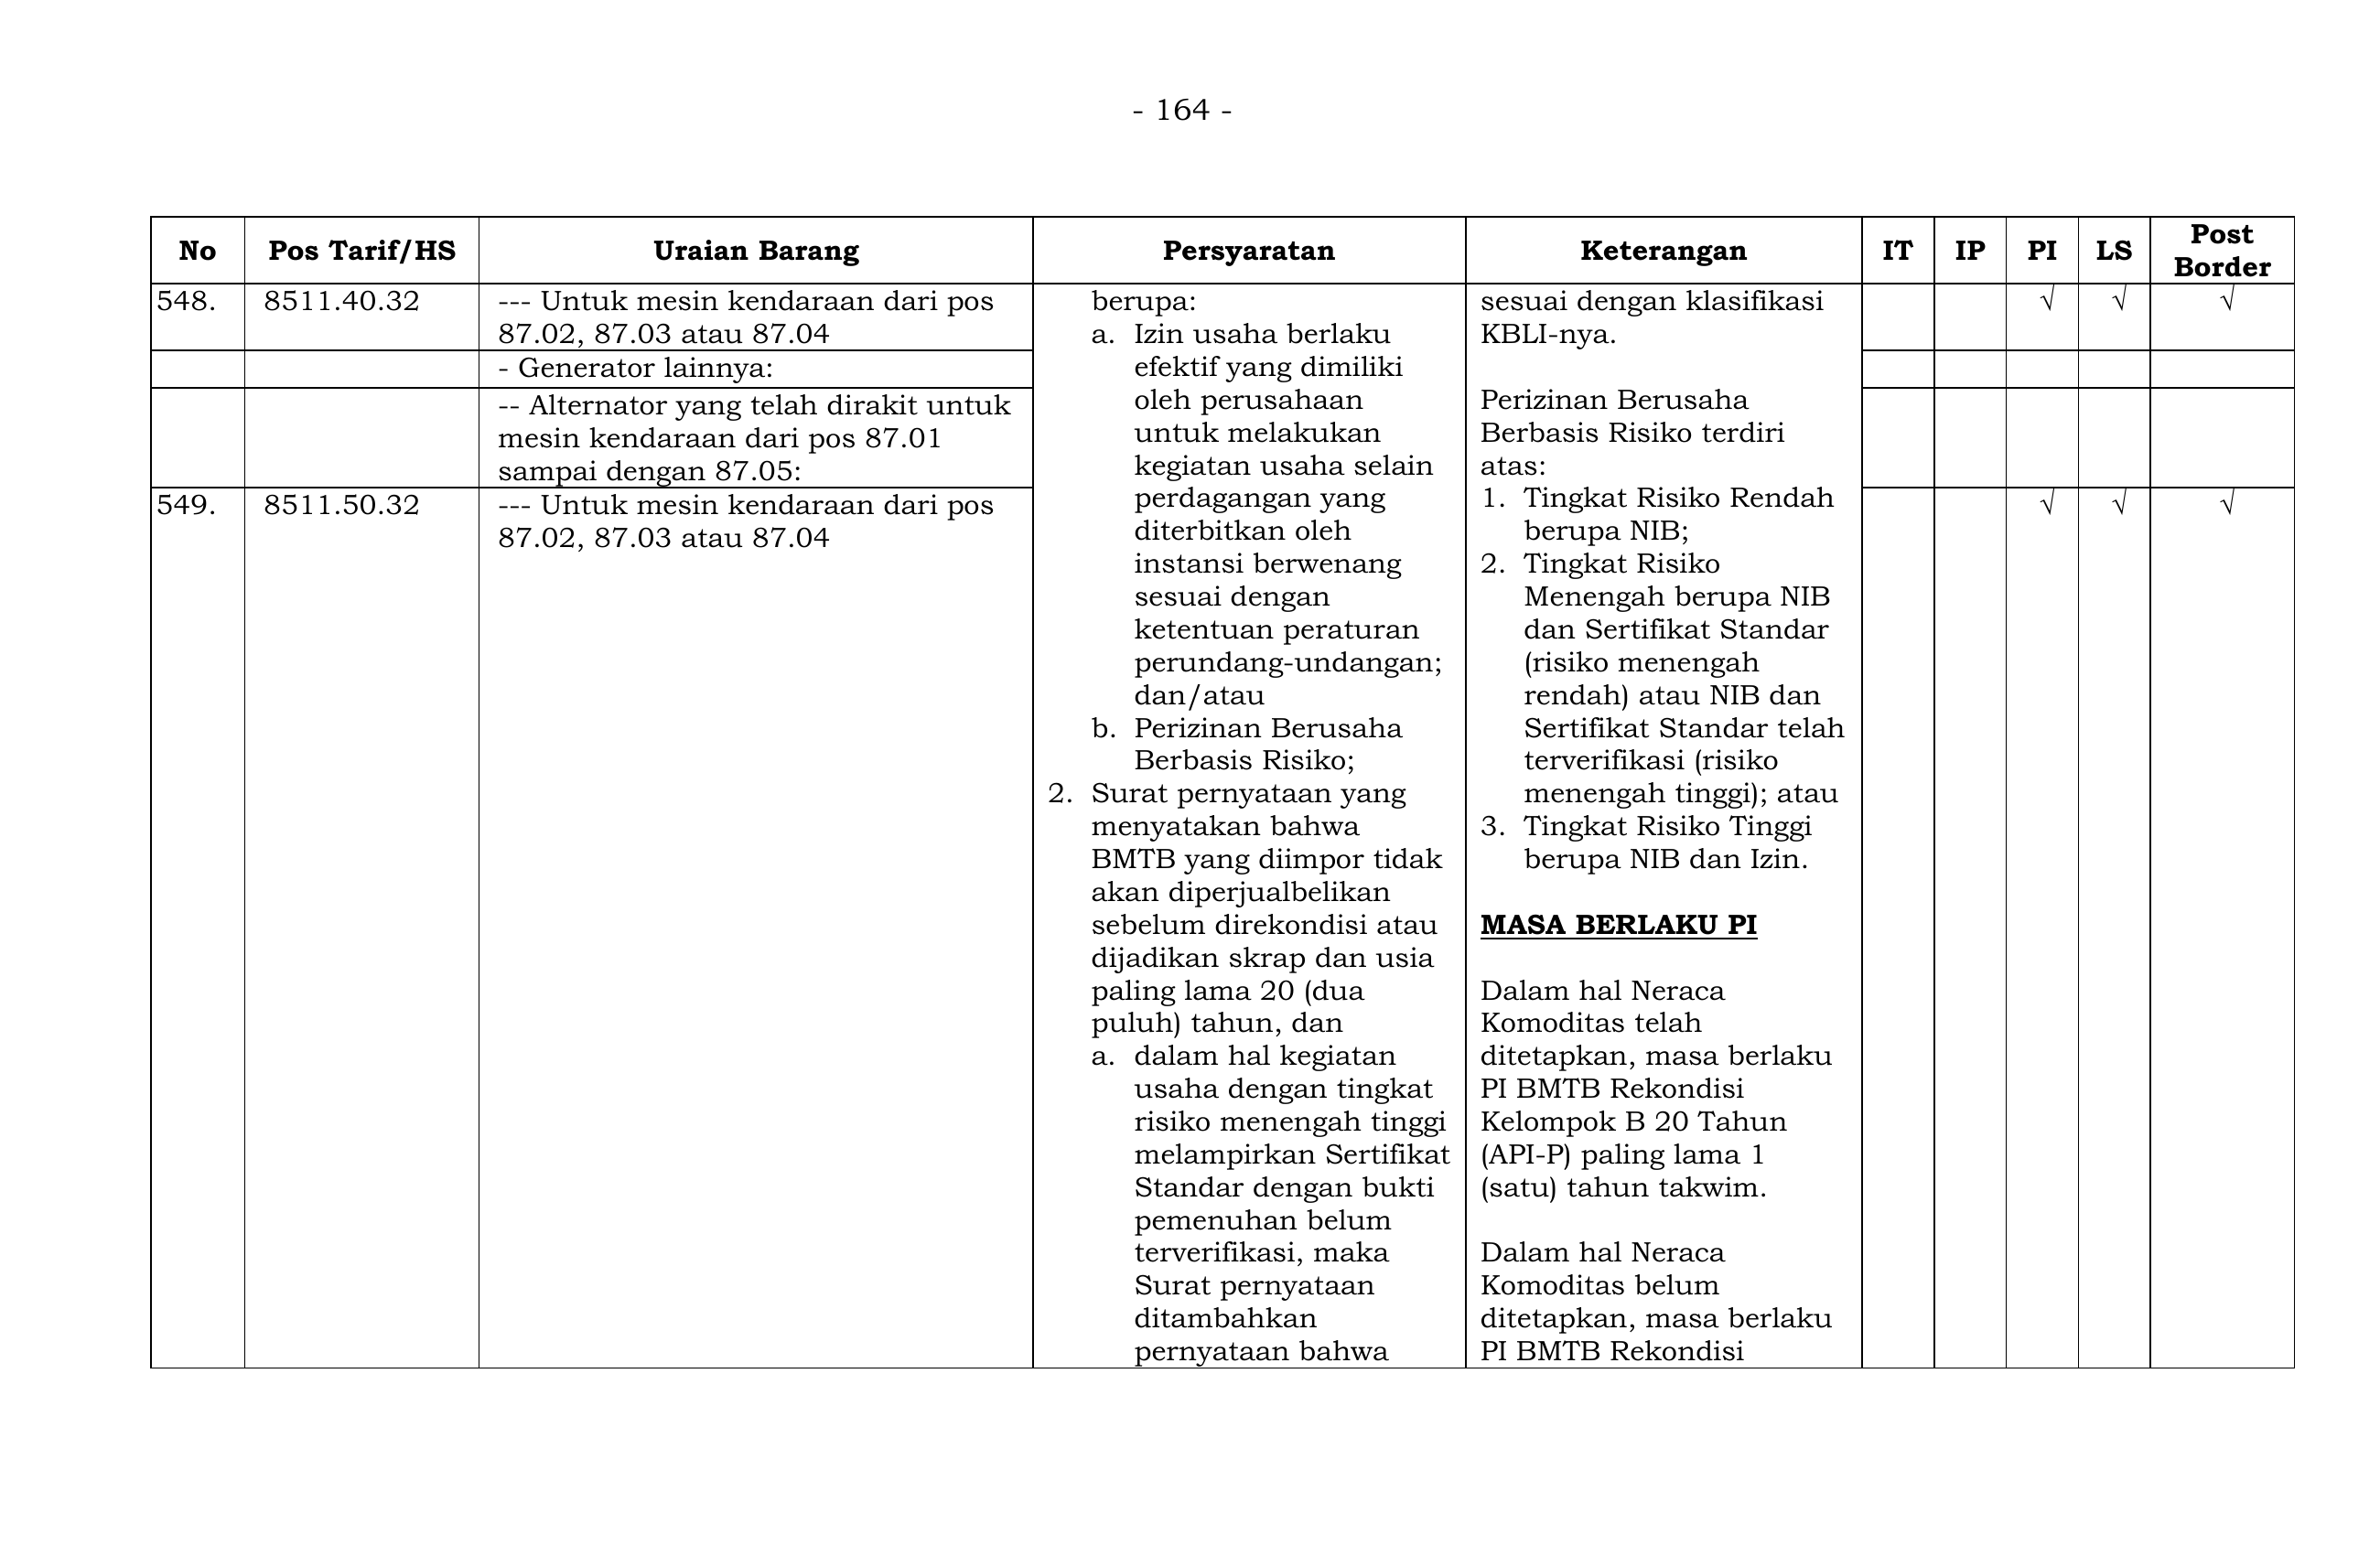 - 164 -
No
Pos Tarif/HS
Uraian Barang
Persyaratan
Keterangan
IT
IP
PI
LS
Post
Border
548.
8511.40.32
--- Untuk mesin kendaraan dari pos
87.02, 87.03 atau 87.04
- Generator lainnya:
-- Alternator yang telah dirakit untuk
mesin kendaraan dari pos 87.01
sampai dengan 87.05:
549.
8511.50.32
--- Untuk mesin kendaraan dari pos
87.02, 87.03 atau 87.04
berupa:
a. Izin usaha berlaku
efektif yang dimiliki
oleh perusahaan
untuk melakukan
kegiatan usaha selain
perdagangan yang
diterbitkan oleh
instansi berwenang
sesuai dengan
ketentuan peraturan
perundang-undangan;
dan/atau
b. Perizinan Berusaha
Berbasis Risiko;
2. Surat pernyataan yang
menyatakan bahwa
BMTB yang diimpor tidak
akan diperjualbelikan
sebelum direkondisi atau
dijadikan skrap dan usia
paling lama 20 (dua
puluh) tahun, dan
a. dalam hal kegiatan
usaha dengan tingkat
risiko menengah tinggi
melampirkan Sertifikat
Standar dengan bukti
pemenuhan belum
terverifikasi, maka
Surat pernyataan
ditambahkan
pernyataan bahwa
sesuai dengan klasifikasi
KBLI-nya.
Perizinan Berusaha
Berbasis Risiko terdiri
atas:
1. Tingkat Risiko Rendah
berupa NIB;
2. Tingkat Risiko
Menengah berupa NIB
dan Sertifikat Standar
(risiko menengah
rendah) atau NIB dan
Sertifikat Standar telah
terverifikasi (risiko
menengah tinggi); atau
3. Tingkat Risiko Tinggi
berupa NIB dan Izin.
MASA BERLAKU PI
Dalam hal Neraca
Komoditas telah
ditetapkan, masa berlaku
PI BMTB Rekondisi
Kelompok B 20 Tahun
(API-P) paling lama 1
(satu) tahun takwim.
Dalam hal Neraca
Komoditas belum
ditetapkan, masa berlaku
PI BMTB Rekondisi
√ √ √
√ √ √